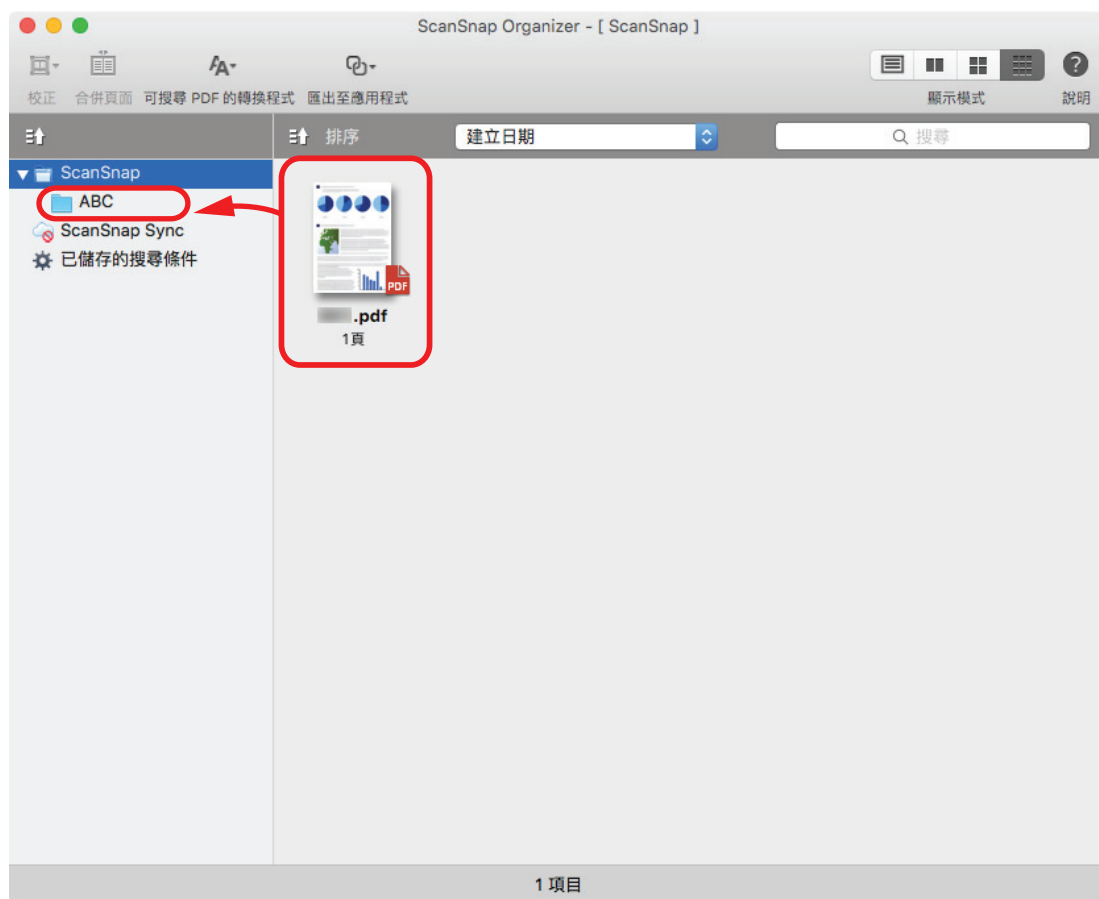 ScanSnap Organizer - [ ScanSnap ]
校正 合併頁面 可搜尋 PDF 的轉換程式 匯出至應用程式 顯示模式 說明
排序 建立日期 搜尋
ScanSnap
ABC
ScanSnap Sync
已儲存的搜尋條件
PDF
.pdf
1頁
1 項目